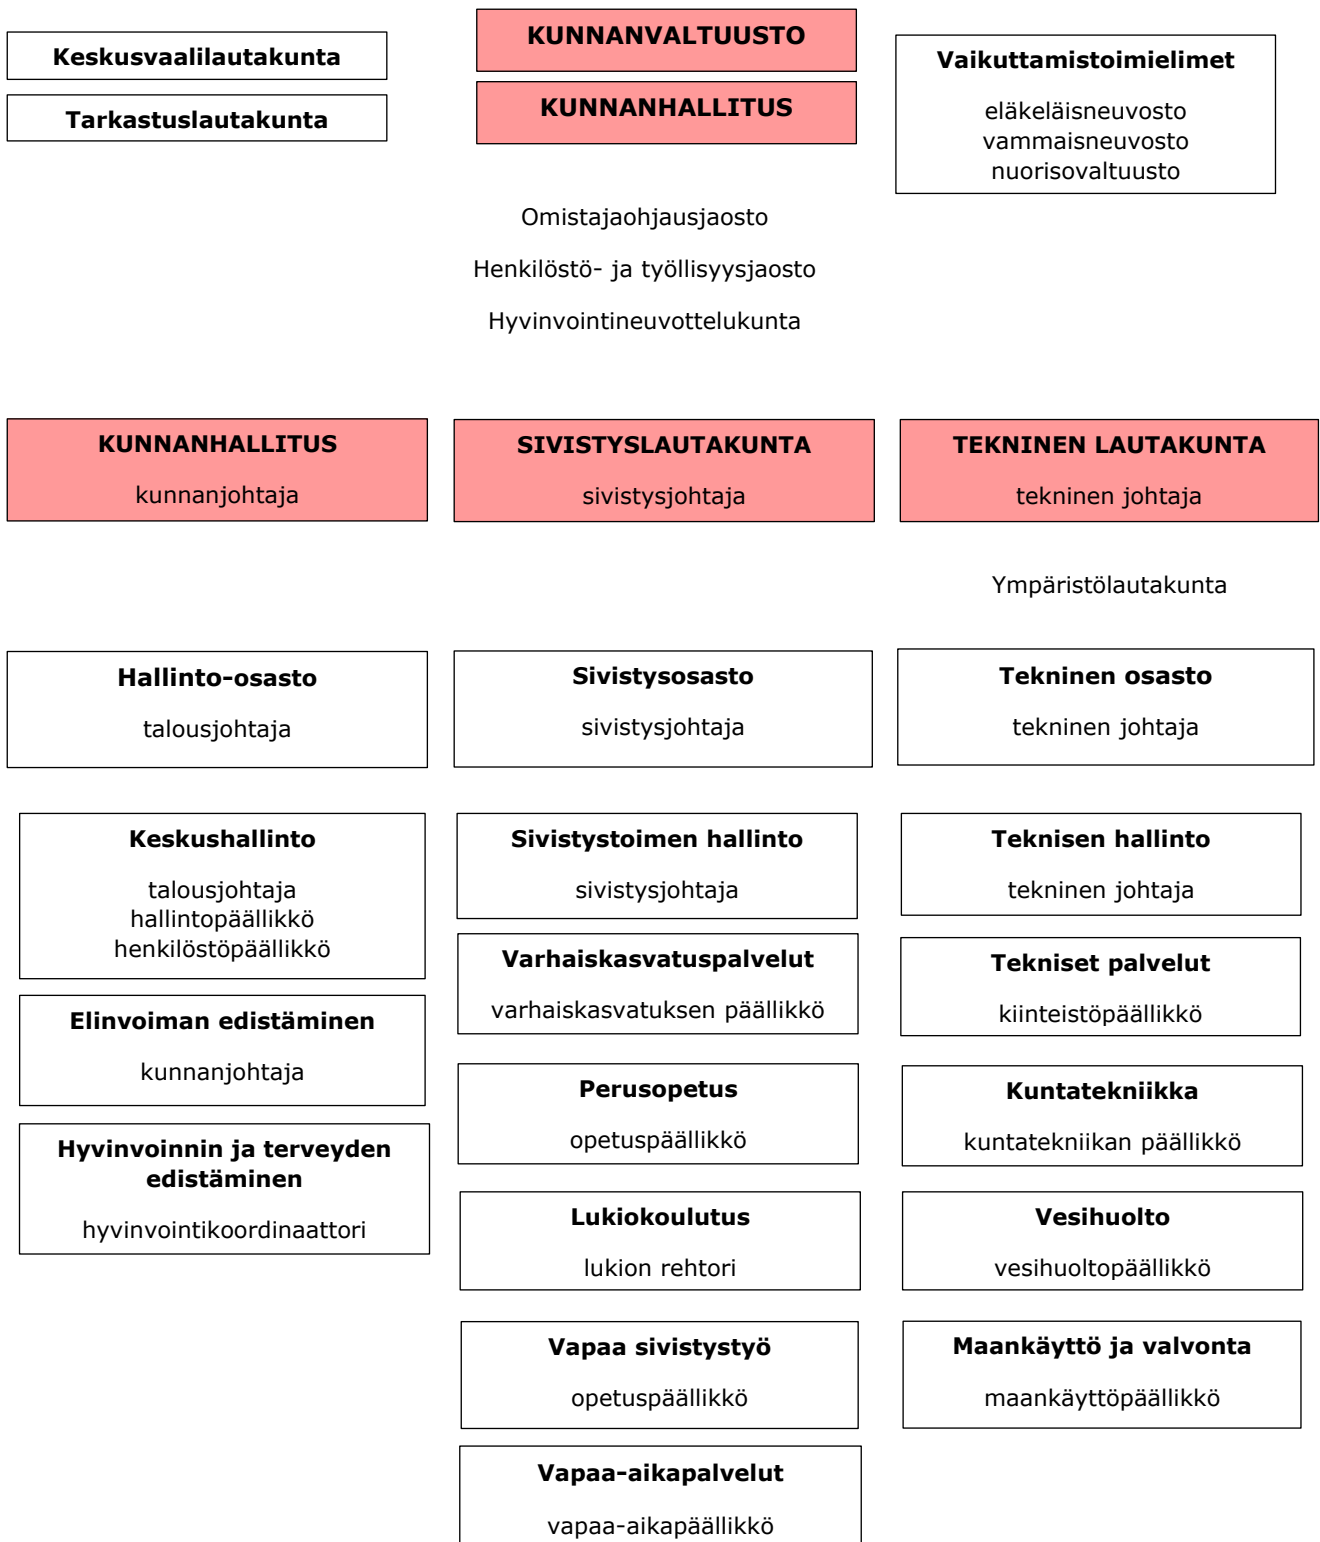 Keskusvaalilautakunta
Tarkastuslautakunta
KUNNANVALTUUSTO
KUNNANHALLITUS
Vaikuttamistoimielimet
eläkeläisneuvosto
vammaisneuvosto
nuorisovaltuusto
Omistajaohjausjaosto
Henkilöstö- ja työllisyysjaosto
Hyvinvointineuvottelukunta
KUNNANHALLITUS
kunnanjohtaja
SIVISTYSLAUTAKUNTA
sivistysjohtaja
TEKNINEN LAUTAKUNTA
tekninen johtaja
Ympäristölautakunta
Hallinto-osasto
talousjohtaja
Sivistysosasto
sivistysjohtaja
Tekninen osasto
tekninen johtaja
Keskushallinto
talousjohtaja
hallintopäällikkö
henkilöstöpäällikkö
Elinvoiman edistäminen
kunnanjohtaja
Hyvinvoinnin ja terveyden
edistäminen
hyvinvointikoordinaattori
Sivistystoimen hallinto
sivistysjohtaja
Varhaiskasvatuspalvelut
varhaiskasvatuksen päällikkö
Perusopetus
opetuspäällikkö
Lukiokoulutus
lukion rehtori
Vapaa sivistystyö
opetuspäällikkö
Vapaa-aikapalvelut
vapaa-aikapäällikkö
Teknisen hallinto
tekninen johtaja
Tekniset palvelut
kiinteistöpäällikkö
Kuntatekniikka
kuntatekniikan päällikkö
Vesihuolto
vesihuoltopäällikkö
Maankäyttö ja valvonta
maankäyttöpäällikkö